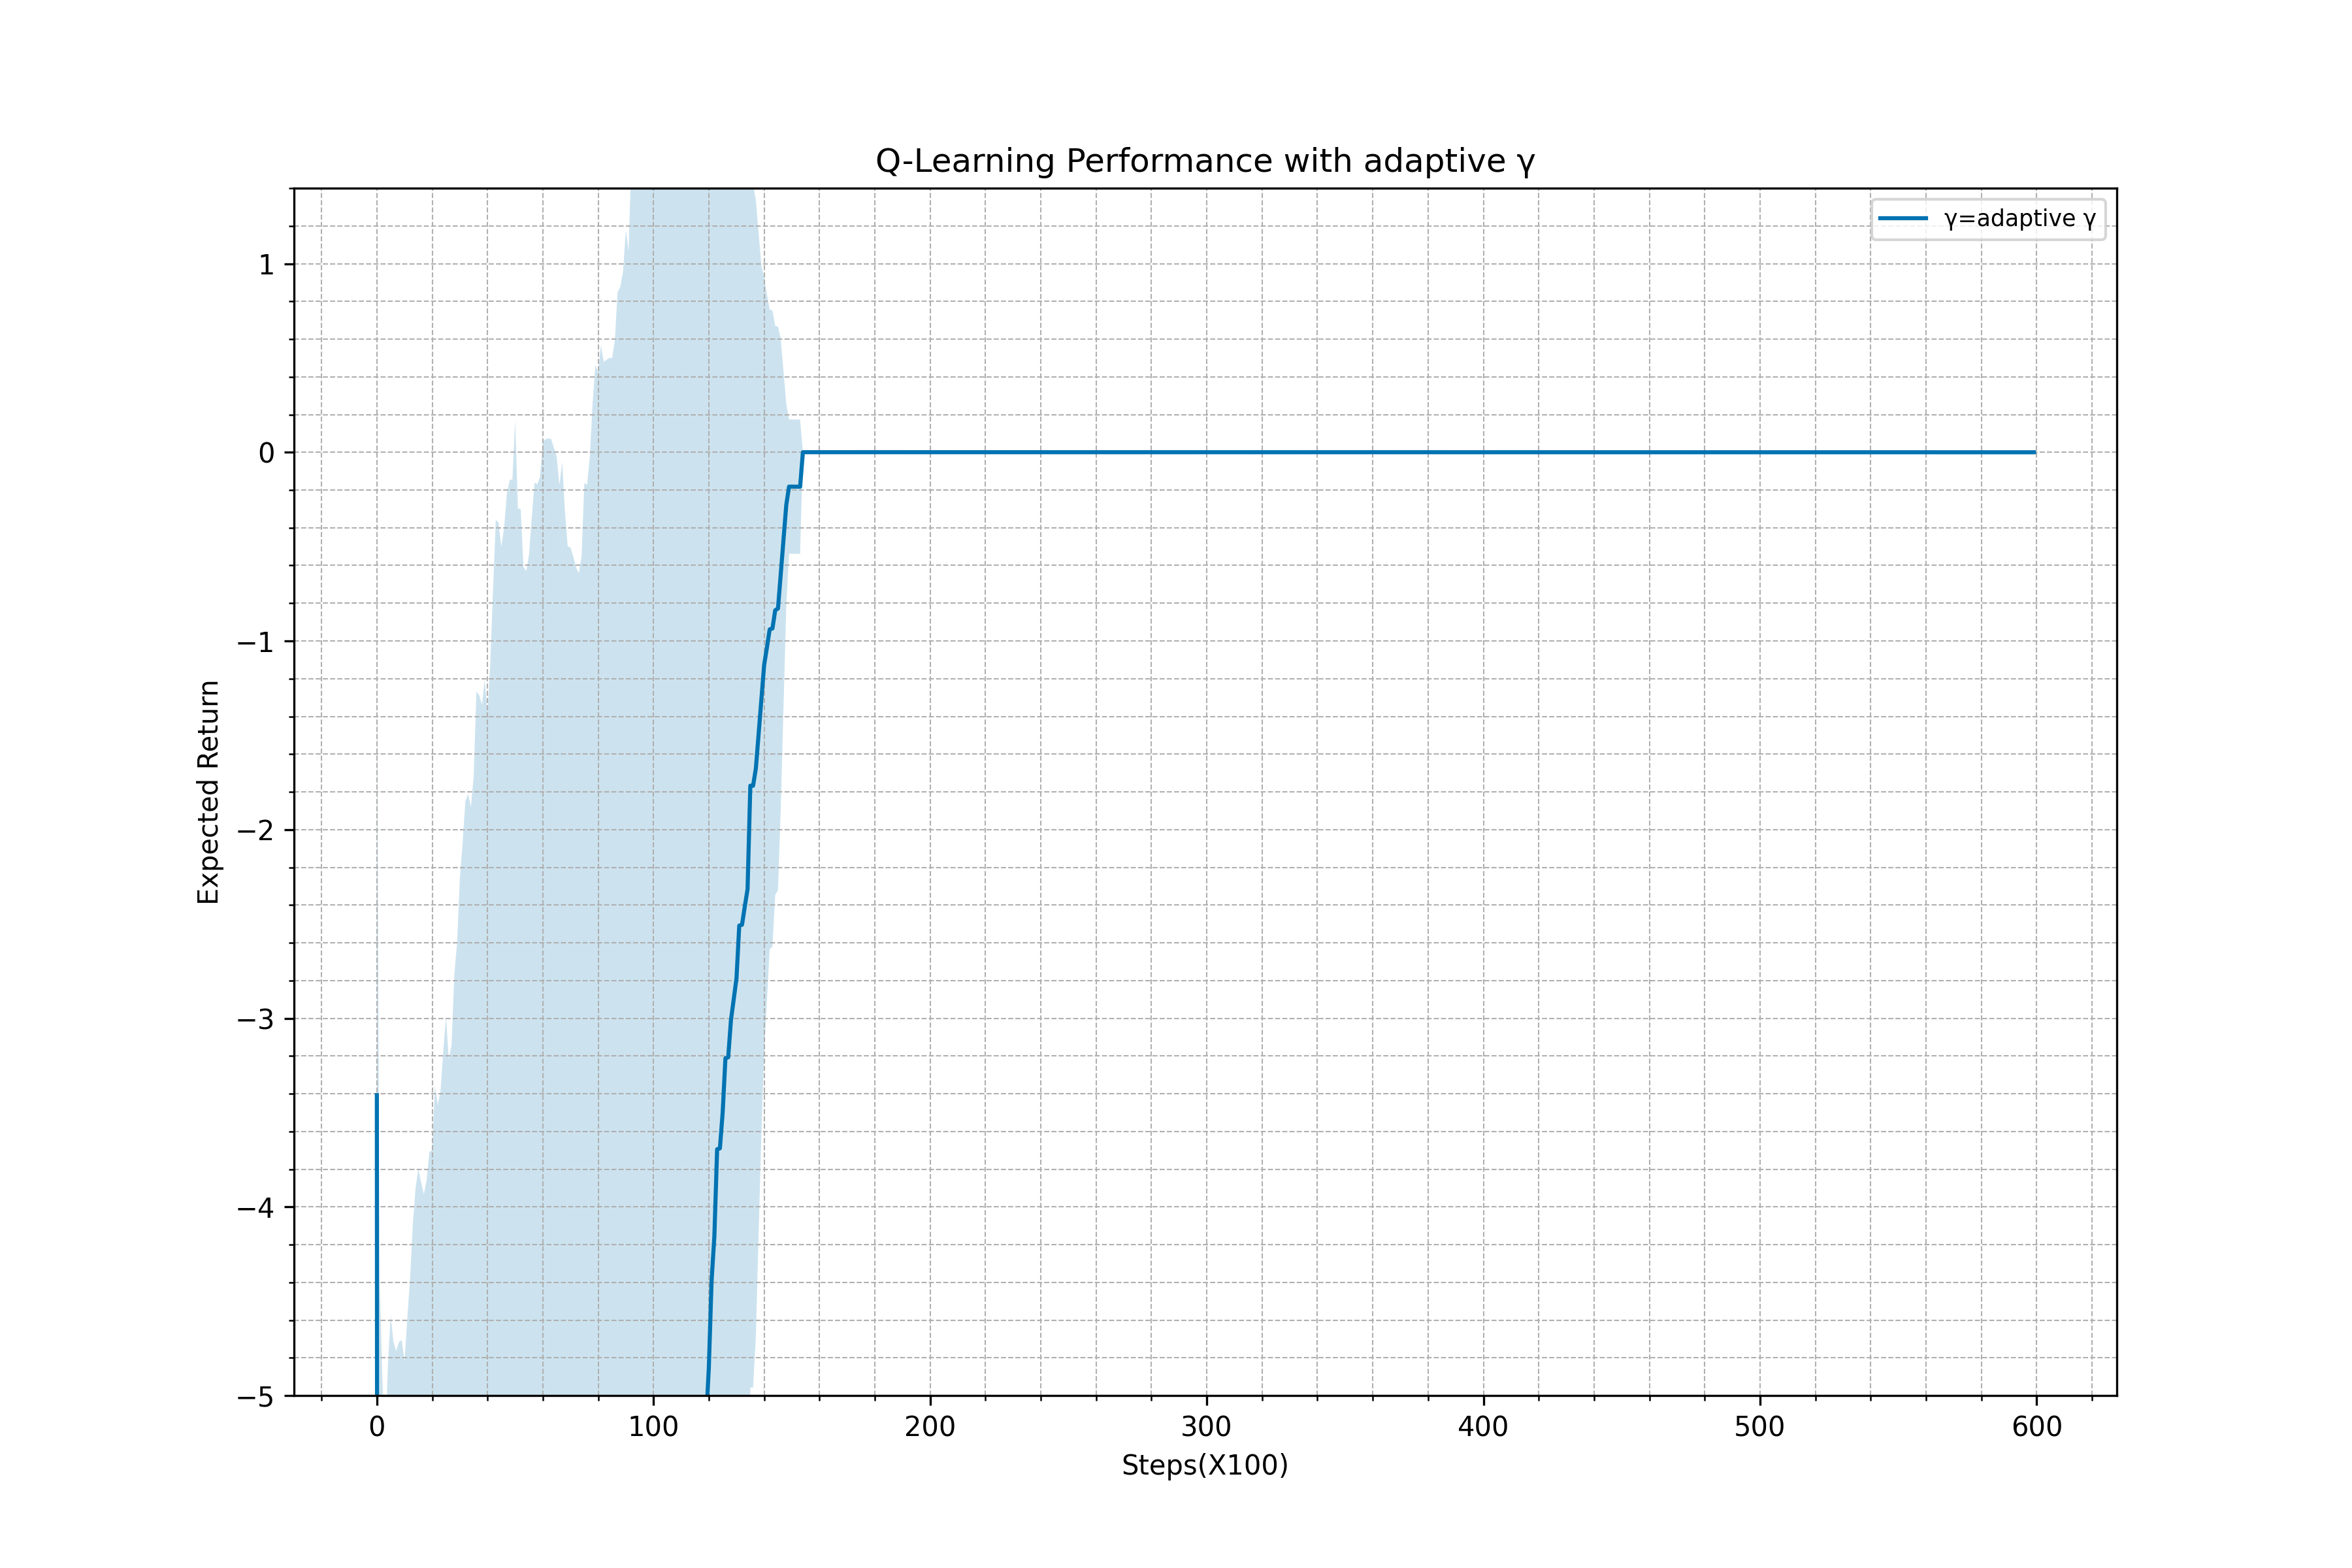 Q-Learning Performance with adaptive γ
γ=adaptive γ
1
0
−1
−2
−3
−4
−5
Expected Return
0 100 200 300 400 500 600
Steps(X100)